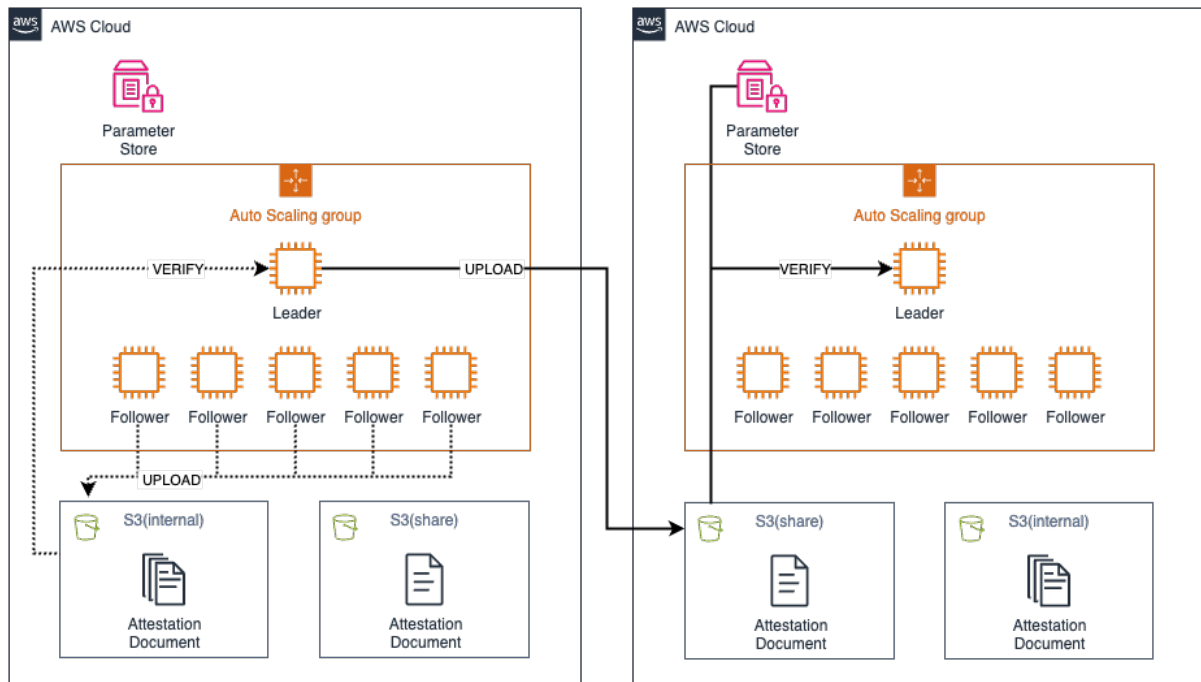 aws
AWS Cloud
Parameter
Store
Auto Scaling group
VERIFY
UPLOAD
Leader
Follower
Follower
Follower
Follower
Follower
UPLOAD
S3(internal)
Attestation
Document
S3(share)
Attestation
Document
aws
AWS Cloud
Parameter
Store
Auto Scaling group
VERIFY
Leader
Follower
Follower
Follower
Follower
Follower
S3(share)
Attestation
Document
S3(internal)
Attestation
Document